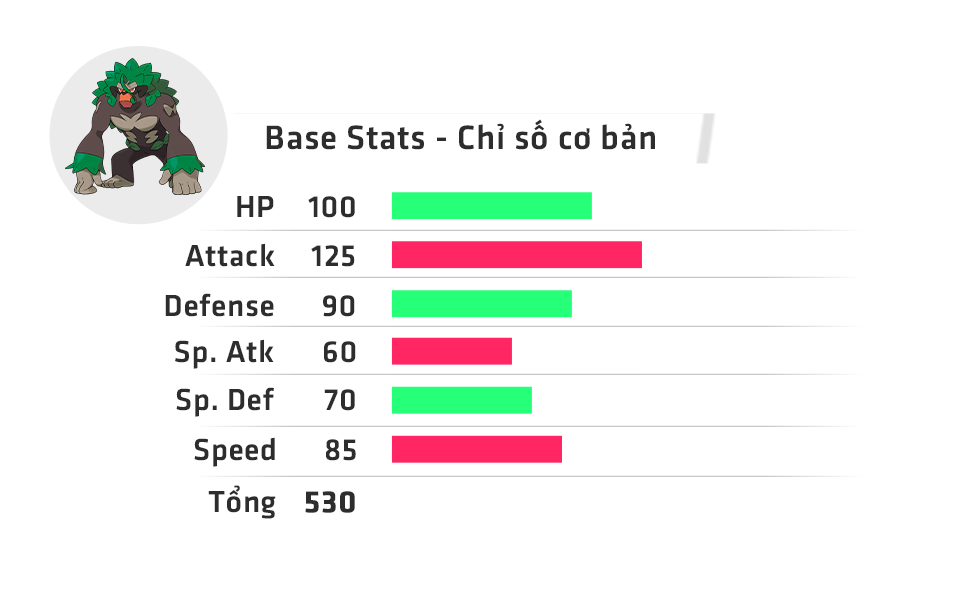 Base Stats - Chỉ số cơ bản
HP 100
Attack 125
Defense 90
Sp. Atk 60
Sp. Def 70
Speed 85
Tổng 530